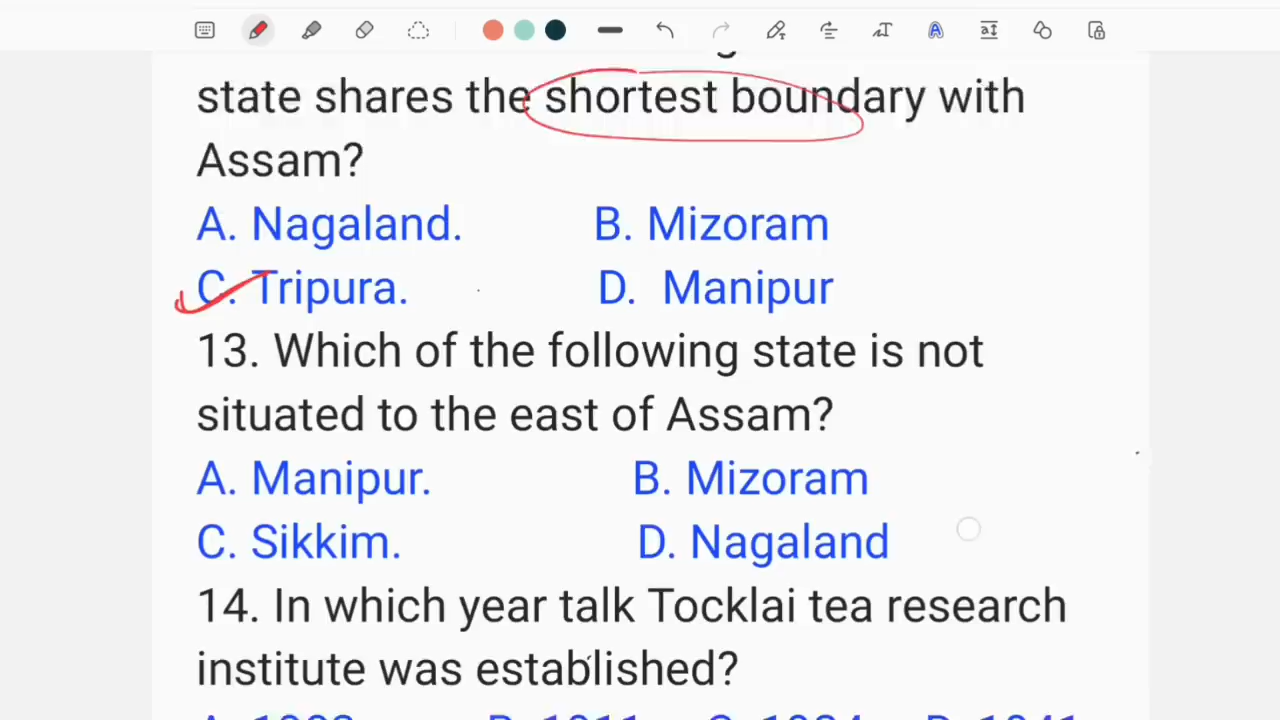 state shares the shortest boundary with
Assam?
A. Nagaland. B. Mizoram
C. Tripura. D. Manipur
13. Which of the following state is not
situated to the east of Assam?
A. Manipur. B. Mizoram
C. Sikkim. D. Nagaland
14. In which year talk Tocklai tea research
institute was established?